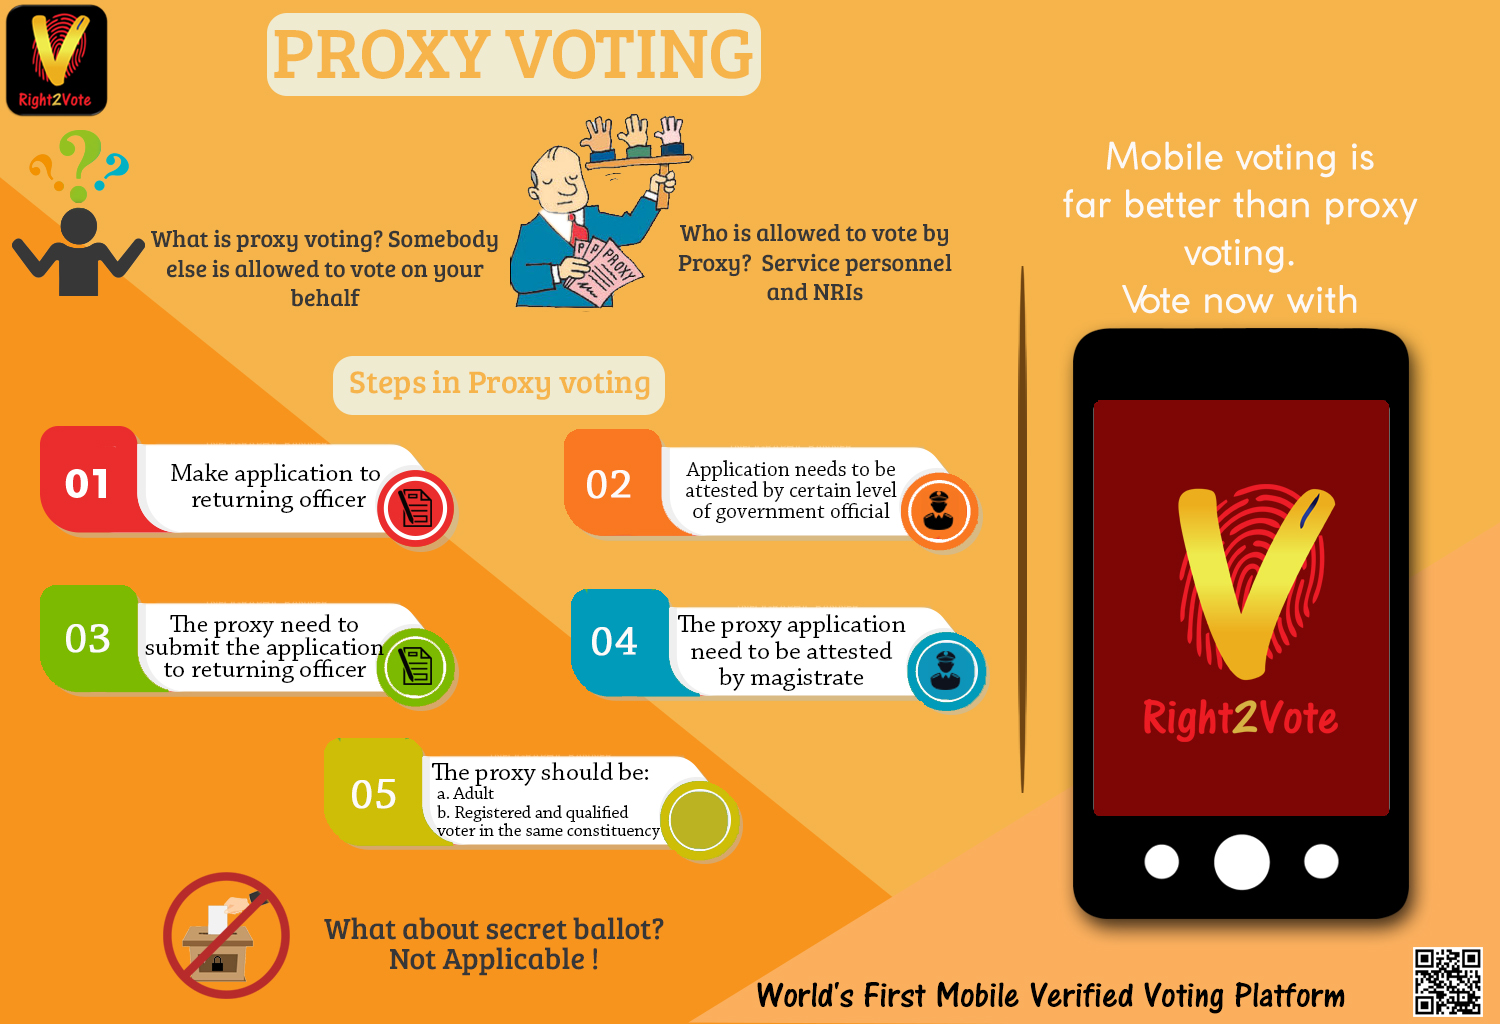 Right2Vote
PROXY VOTING
What is proxy voting? Somebody
else is allowed to vote on your
behalf
P
P
P
PROXY
Who is allowed to vote by
Proxy? Service personnel
and NRIs
Mobile voting is
far better than proxy
voting.
Vote now with
Steps in Proxy voting
01
Make application to
returning officer
02
Application needs to be
attested by certain level
of government official
03
The proxy need to
submit the application
to returning officer
04
The proxy application
need to be attested
by magistrate
05
The proxy should be:
a. Adult
b. Registered and qualified
voter in the same constituency
V
Right2Vote
What about secret ballot?
Not Applicable !
World's First Mobile Verified Voting Platform